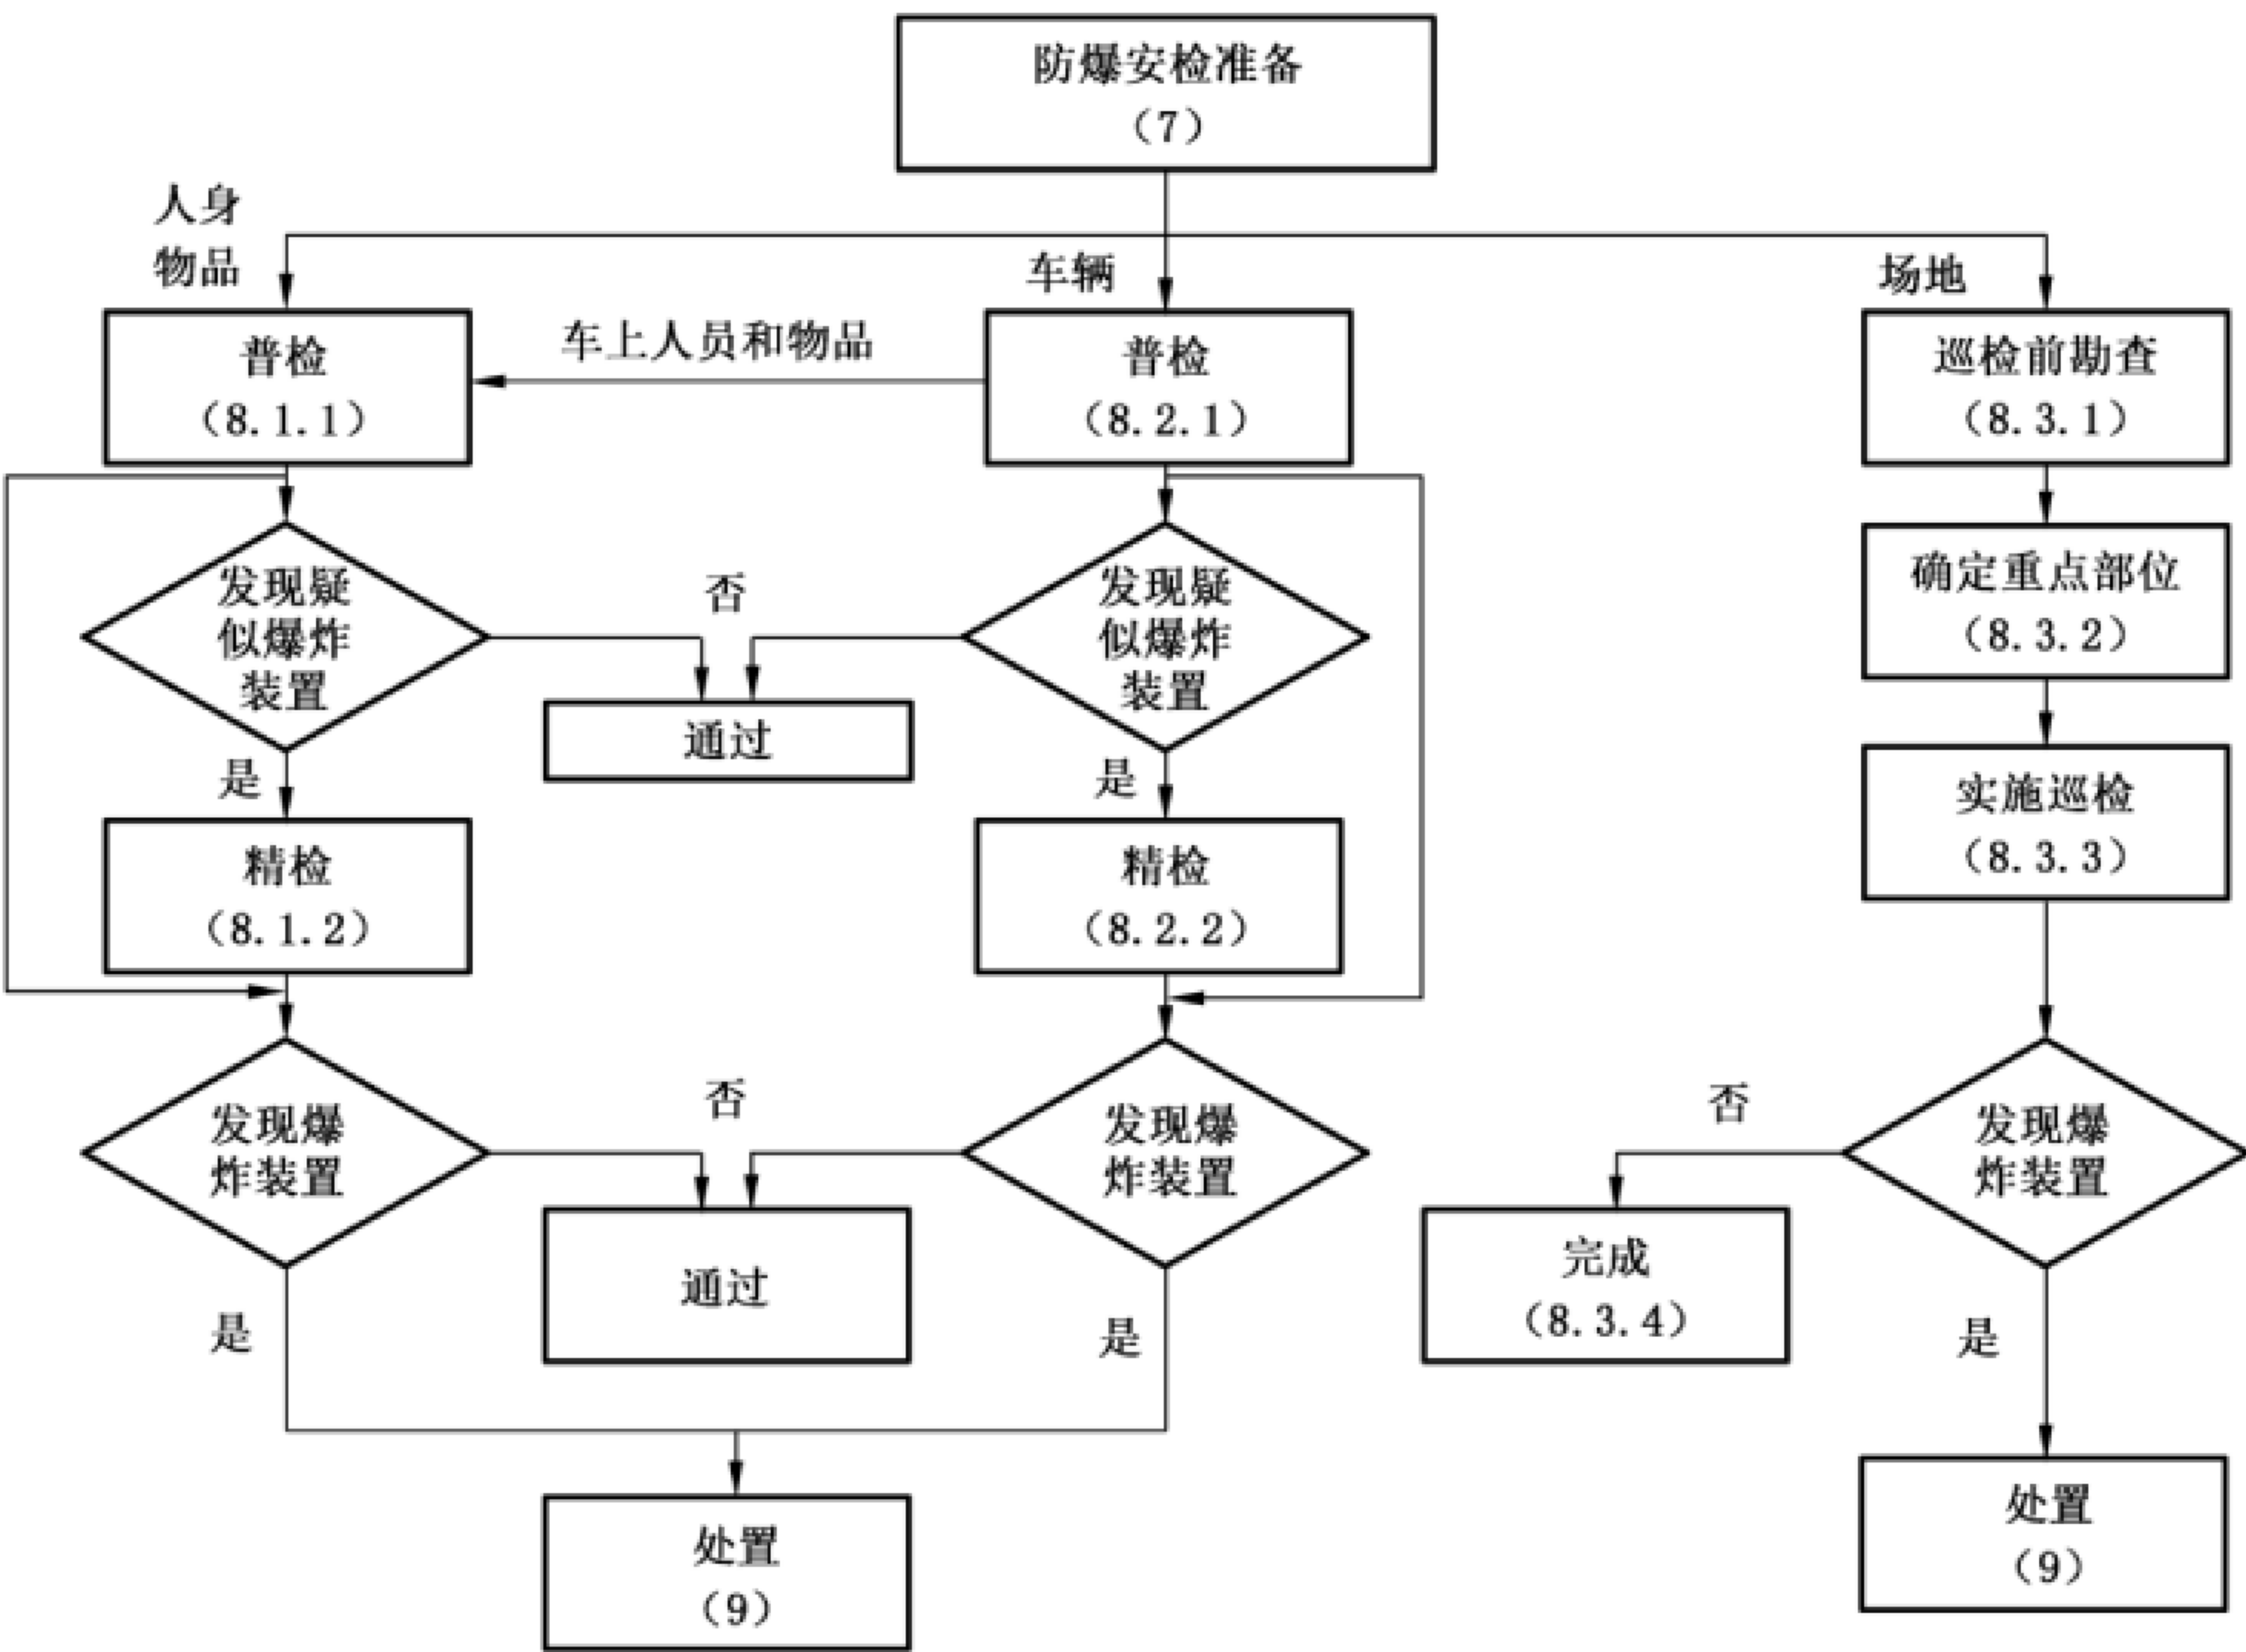 防爆安检准备
（7）
人身
物品
车辆
场地
普检
（8.1.1）
车上人员和物品
普检
（8.2.1）
巡检前勘查
（8.3.1）
发现疑
似爆炸
装置
否
发现疑
似爆炸
装置
确定重点部位
（8.3.2）
通过
是
是
实施巡检
（8.3.3）
精检
（8.1.2）
精检
（8.2.2）
发现爆
炸装置
否
发现爆
炸装置
否
发现爆
炸装置
通过
完成
（8.3.4）
是
是
是
处置
（9）
处置
（9）